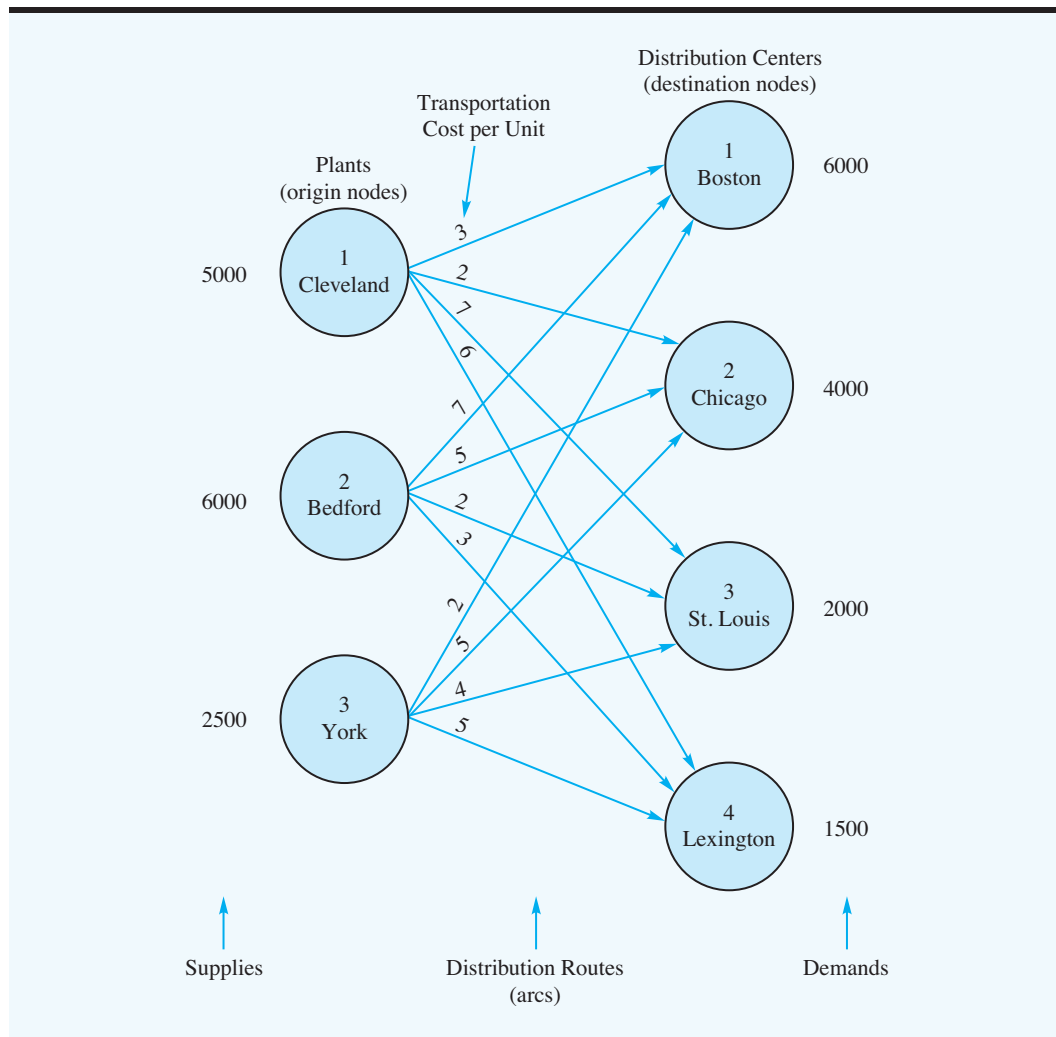 Distribution Centers
(destination nodes)
Transportation
Cost per Unit
Plants
(origin nodes)
1
Boston
6000
5000
1
Cleveland
3
2
7
6
2
Chicago
4000
6000
2
Bedford
7
5
2
3
3
St. Louis
2000
2500
3
York
2
5
4
5
4
Lexington
1500
Supplies
Distribution Routes
(arcs)
Demands